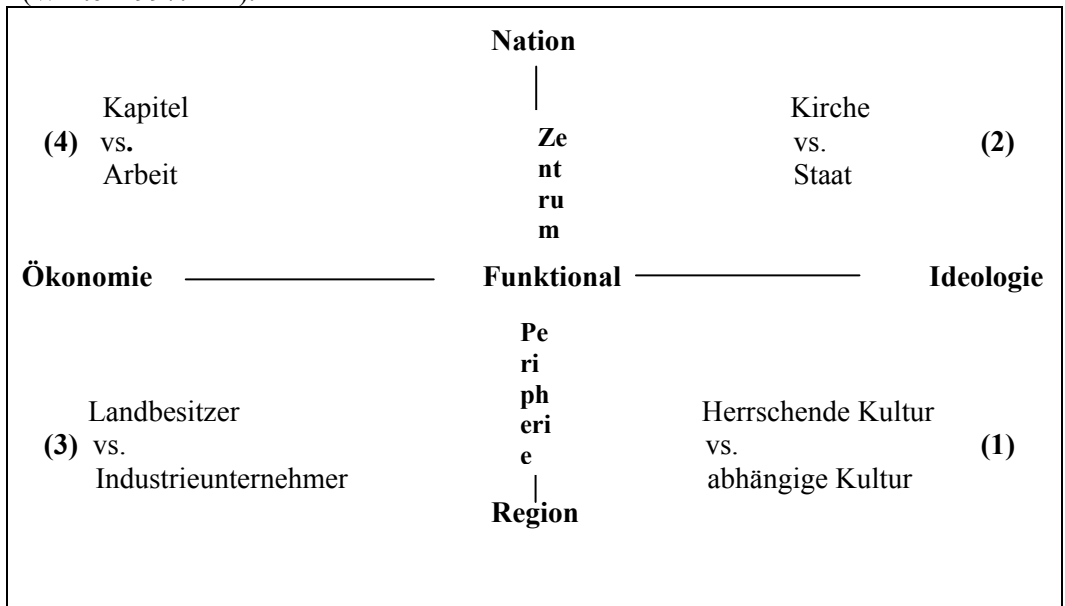 Nation
Kapitel
(4) vs.
Arbeit
Kirche
vs. (2)
Staat
Ze
nt
ru
m
Ökonomie Funktional Ideologie
Pe
ri
ph
eri
e
Landbesitzer
(3) vs.
Industrieunternehmer
Herrschende Kultur
vs. (1)
abhängige Kultur
Region